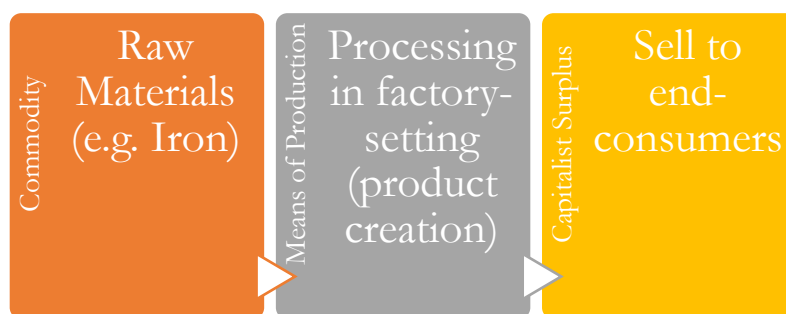 Commodity
Raw
Materials
(e.g. Iron)
Means of Production
Processing
in factory-
setting
(product
creation)
Capitalist Surplus
Sell to
end-
consumers